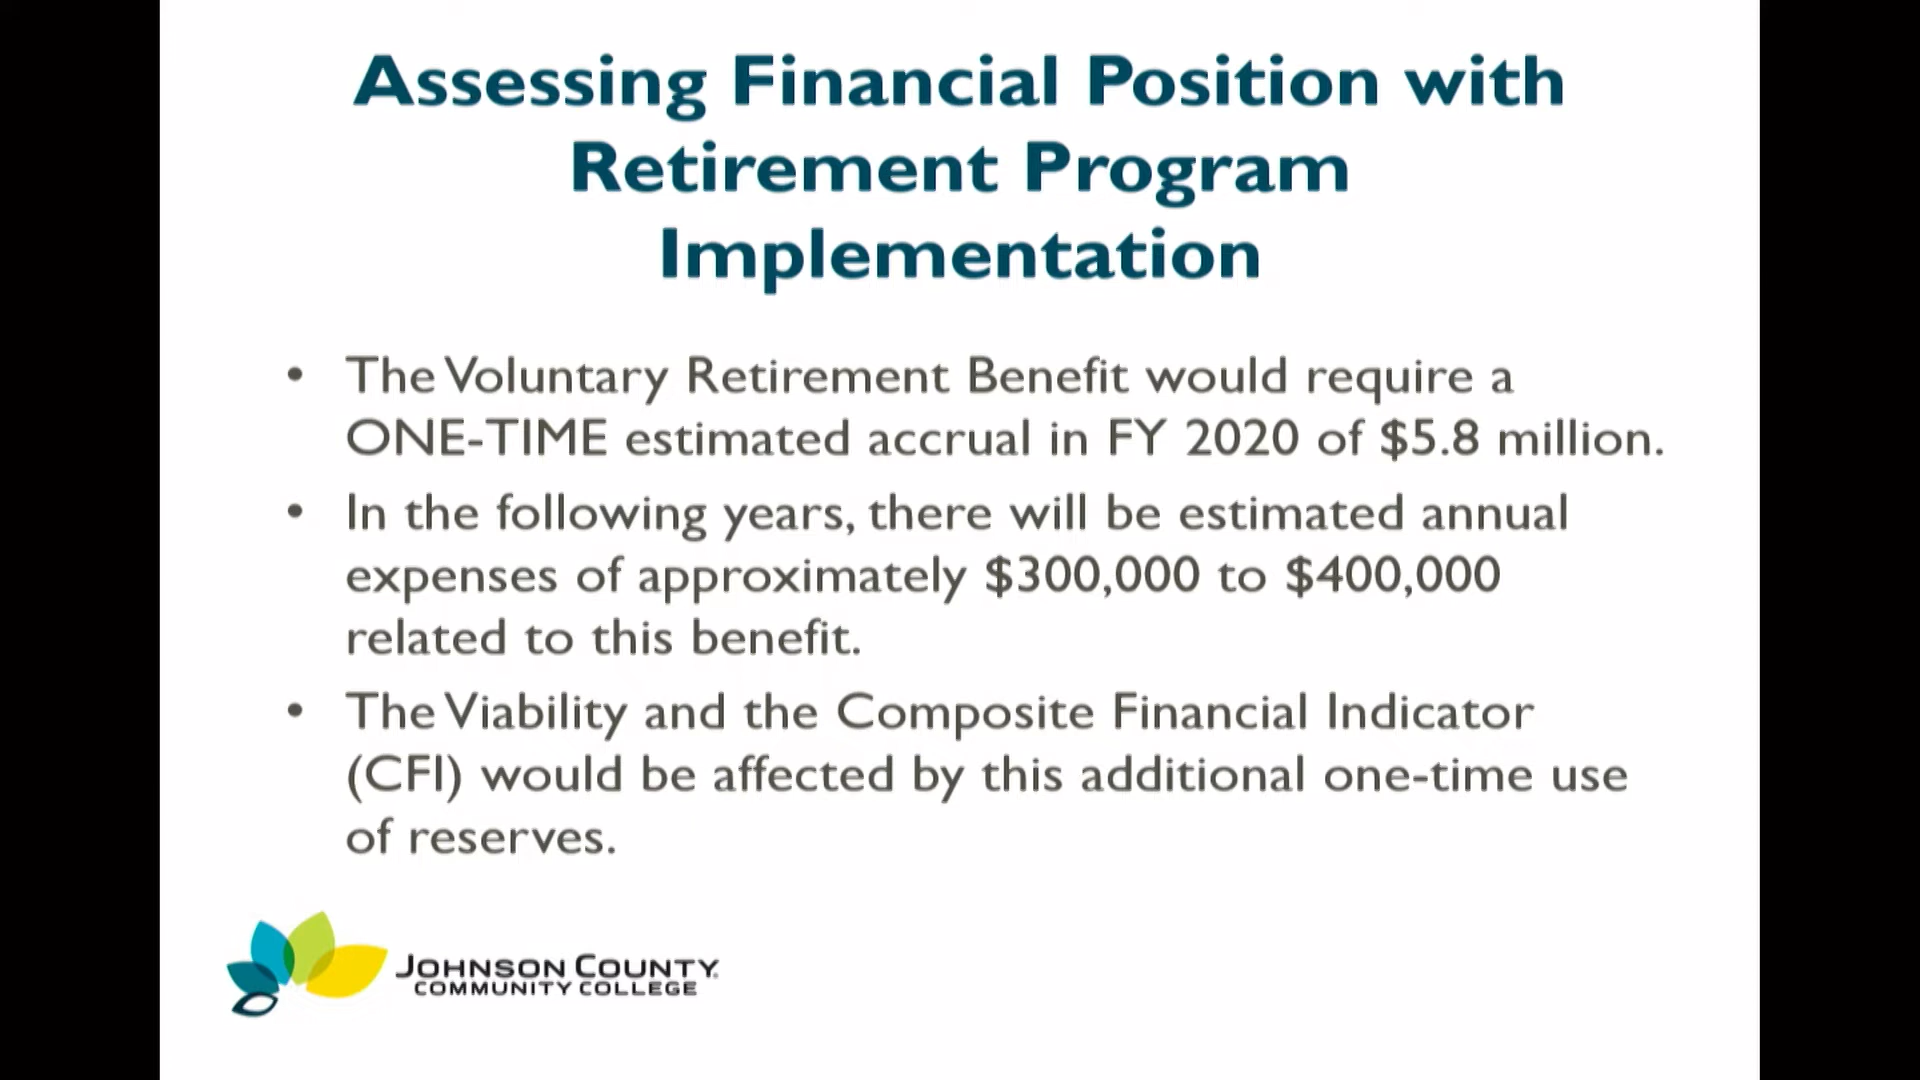 Assessing Financial Position with
Retirement Program
Implementation
• The Voluntary Retirement Benefit would require a
ONE-TIME estimated accrual in FY 2020 of $5.8 million.
• In the following years, there will be estimated annual
expenses of approximately $300,000 to $400,000
related to this benefit.
• The Viability and the Composite Financial Indicator
(CFI) would be affected by this additional one-time use
of reserves.
JOHNSON COUNTY
COMMUNITY COLLEGE